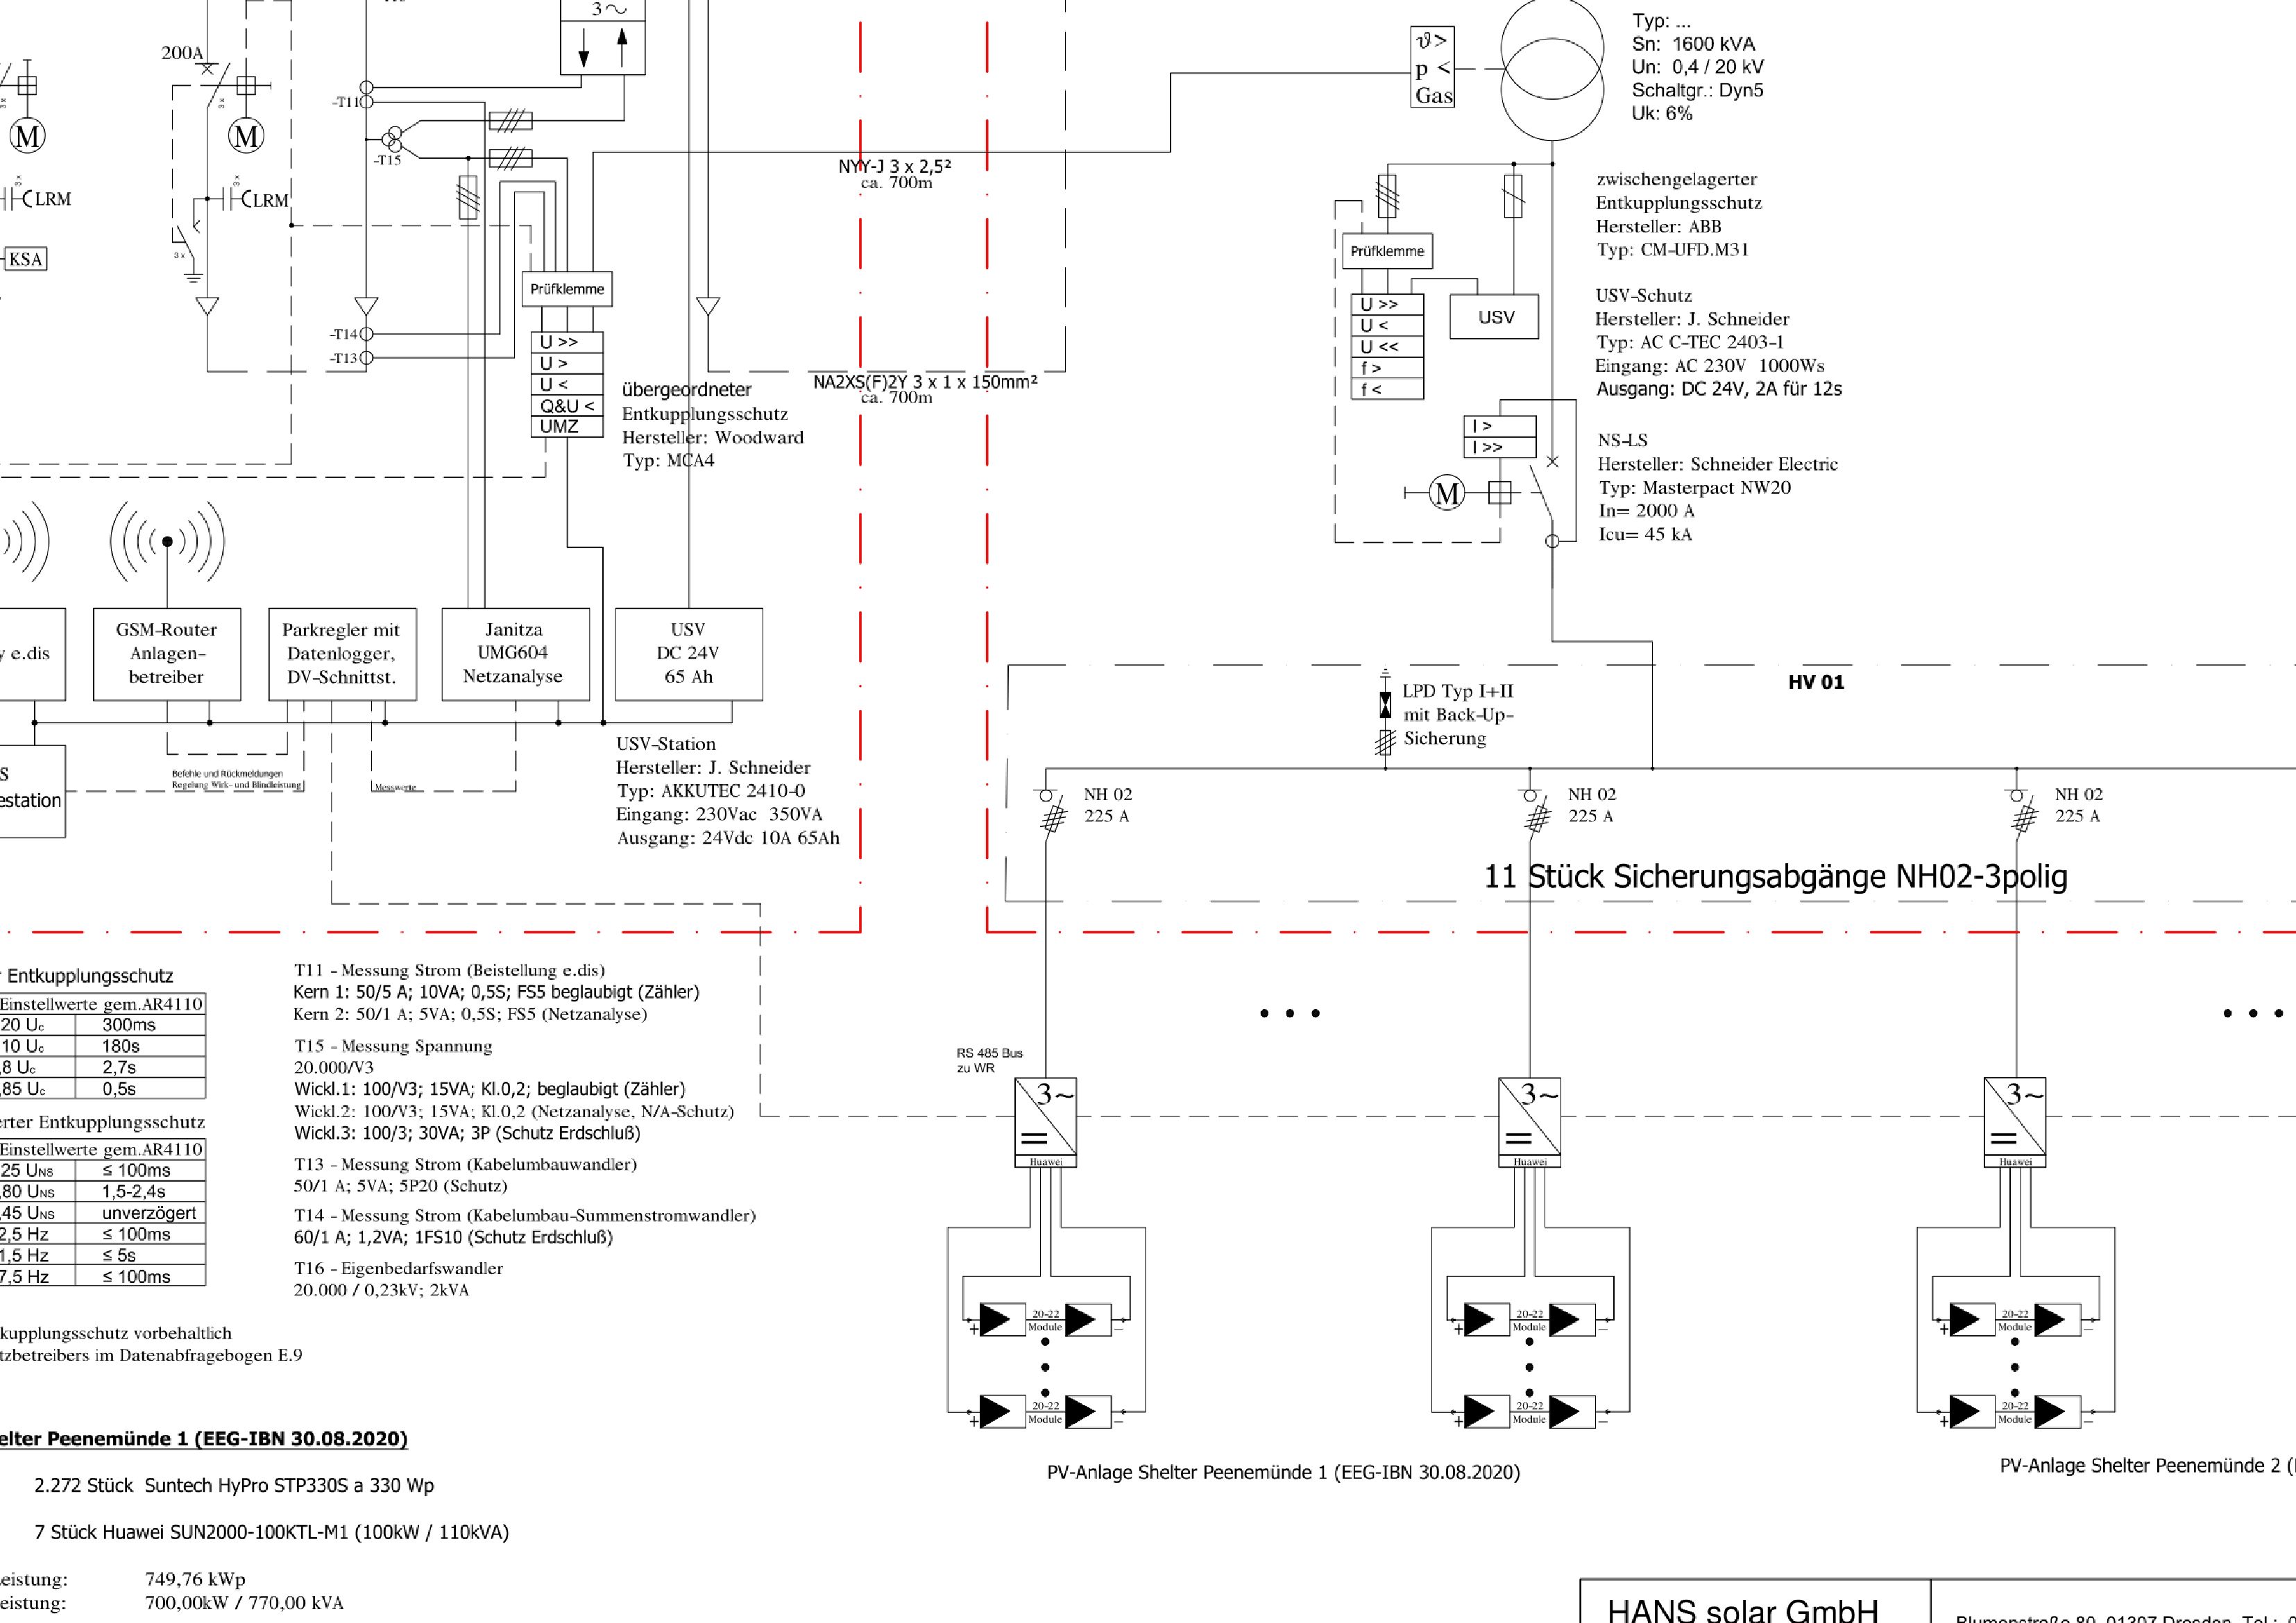 3～
200A
3 x
M
3 x
M
3 x
LRM
3 x
LRM
KSA
3 x
-T11
-T15
-T14
-T13
Prüfklemme
U >>
U >
U <
Q&U <
UMZ
übergeordneter
Entkupplungsschutz
Hersteller: Woodward
Typ: MCA4
NYY-J 3 x 2,5²
ca. 700m
NA2XS(F)2Y 3 x 1 x 150mm²
ca. 700m
ϑ>
p <
Gas
Typ: ...
Sn: 1600 kVA
Un: 0,4 / 20 kV
Schaltgr.: Dyn5
Uk: 6%
zwischengelagerter
Entkupplungsschutz
Hersteller: ABB
Typ: CM-UFD.M31
Prüfklemme
U >>
U <
U <<
f >
f <
USV
USV-Schutz
Hersteller: J. Schneider
Typ: AC C-TEC 2403-1
Eingang: AC 230V 1000Ws
Ausgang: DC 24V, 2A für 12s
I >
I >>
M
NS-LS
Hersteller: Schneider Electric
Typ: Masterpact NW20
In= 2000 A
Icu= 45 kA
y e.dis
GSM-Router
Anlagen-
betreiber
Parkregler mit
Datenlogger,
DV-Schnittst.
Janitza
UMG604
Netzanalyse
USV
DC 24V
65 Ah
S
estation
Befehle und Rückmeldungen
Regelung Wirk- und Blindleistung
Messwerte
USV-Station
Hersteller: J. Schneider
Typ: AKKUTEC 2410-0
Eingang: 230Vac 350VA
Ausgang: 24Vdc 10A 65Ah
HV 01
LPD Typ I+II
mit Back-Up-
Sicherung
NH 02
225 A
NH 02
225 A
NH 02
225 A
11 Stück Sicherungsabgänge NH02-3polig
r Entkupplungsschutz
Einstellwerte gem.AR4110
20 Uc 300ms
10 Uc 180s
,8 Uc 2,7s
,85 Uc 0,5s
erter Entkupplungsschutz
Einstellwerte gem.AR4110
25 UNS ≤ 100ms
,80 UNS 1,5-2,4s
,45 UNS unverzögert
2,5 Hz ≤ 100ms
1,5 Hz ≤ 5s
7,5 Hz ≤ 100ms
kupplungsschutz vorbehaltlich
tzbetreibers im Datenabfragebogen E.9
T11 - Messung Strom (Beistellung e.dis)
Kern 1: 50/5 A; 10VA; 0,5S; FS5 beglaubigt (Zähler)
Kern 2: 50/1 A; 5VA; 0,5S; FS5 (Netzanalyse)
T15 - Messung Spannung
20.000/V3
Wickl.1: 100/V3; 15VA; Kl.0,2; beglaubigt (Zähler)
Wickl.2: 100/V3; 15VA; Kl.0,2 (Netzanalyse, N/A-Schutz)
Wickl.3: 100/3; 30VA; 3P (Schutz Erdschluß)
T13 - Messung Strom (Kabelumbauwandler)
50/1 A; 5VA; 5P20 (Schutz)
T14 - Messung Strom (Kabelumbau-Summenstromwandler)
60/1 A; 1,2VA; 1FS10 (Schutz Erdschluß)
T16 - Eigenbedarfswandler
20.000 / 0,23kV; 2kVA
RS 485 Bus
zu WR
3~
Huawei
3~
Huawei
3~
Huawei
20-22
Module
+ −
20-22
Module
+ −
20-22
Module
+ −
20-22
Module
+ −
20-22
Module
+ −
20-22
Module
+ −
PV-Anlage Shelter Peenemünde 1 (EEG-IBN 30.08.2020)
PV-Anlage Shelter Peenemünde 2 (
elter Peenemünde 1 (EEG-IBN 30.08.2020)
2.272 Stück Suntech HyPro STP330S a 330 Wp
7 Stück Huawei SUN2000-100KTL-M1 (100kW / 110kVA)
eistung: 749,76 kWp
eistung: 700,00kW / 770,00 kVA
HANS solar GmbH
Blumenstraße 80, 01307 Dresden, Tel.: